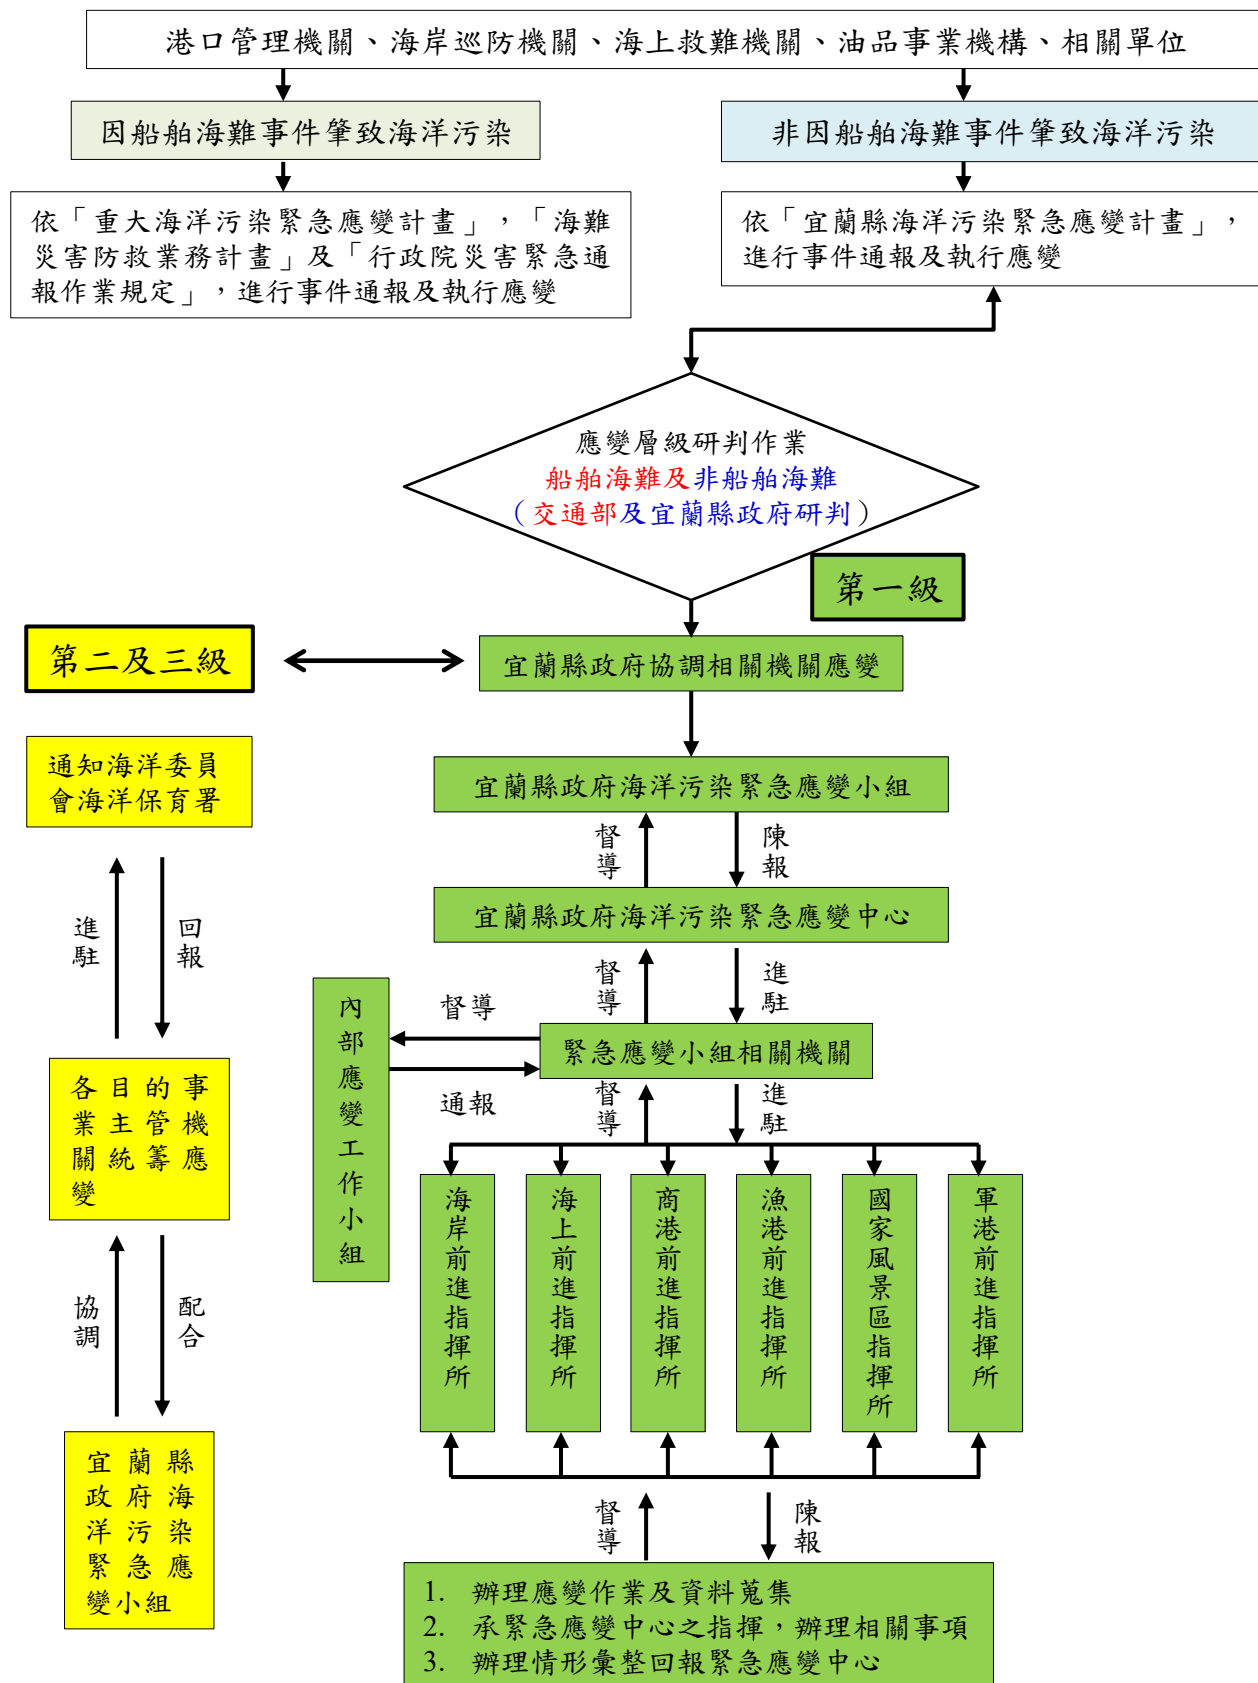 港口管理機關、海岸巡防機關、海上救難機關、油品事業機構、相關單位
因船舶海難事件肇致海洋污染
非因船舶海難事件肇致海洋污染
依「重大海洋污染緊急應變計畫」，「海難
災害防救業務計畫」及「行政院災害緊急通
報作業規定」，進行事件通報及執行應變
依「宜蘭縣海洋污染緊急應變計畫」，
進行事件通報及執行應變
應變層級研判作業
船舶海難及非船舶海難
（交通部及宜蘭縣政府研判）
第一級
第二及三級
宜蘭縣政府協調相關機關應變
通知海洋委員
會海洋保育署
宜蘭縣政府海洋污染緊急應變小組
督導
陳報
宜蘭縣政府海洋污染緊急應變中心
進駐
回報
督導
進駐
內部應變工作小組
督導
緊急應變小組相關機關
通報
督導
進駐
各目的事
業主管機
關統籌應
變
海岸前進指揮所
海上前進指揮所
商港前進指揮所
漁港前進指揮所
國家風景區指揮所
軍港前進指揮所
協調
配合
宜蘭縣
政府海
洋污染
緊急應
變小組
督導
陳報
1. 辦理應變作業及資料蒐集
2. 承緊急應變中心之指揮，辦理相關事項
3. 辦理情形彙整回報緊急應變中心